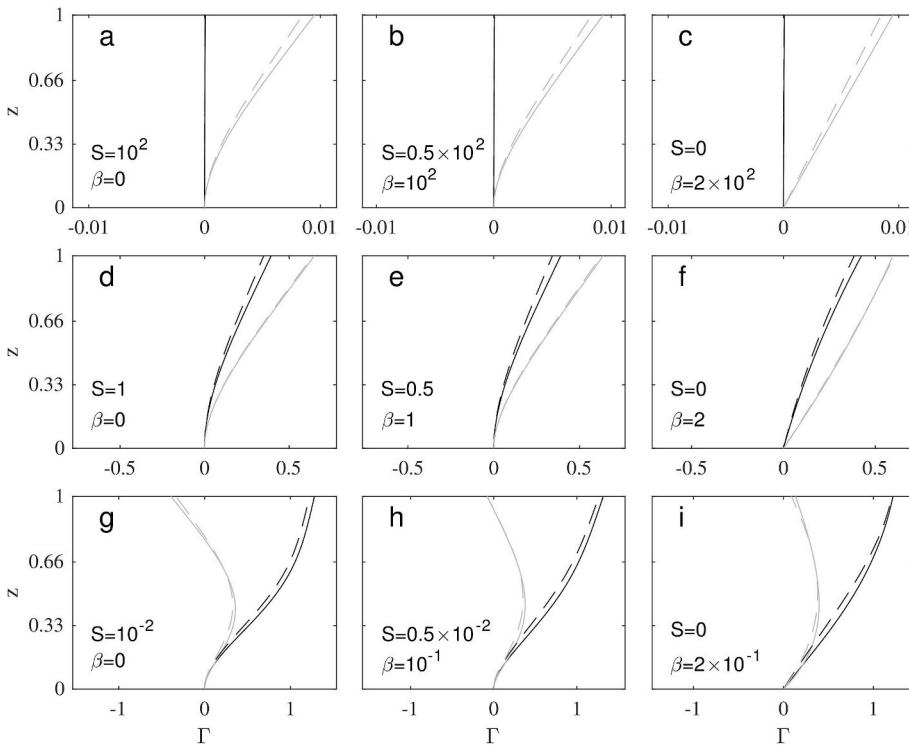 1
a
b
c
0.66
z
0.33
S=10²
β=0
S=0.5×10²
β=10²
S=0
β=2×10²
0
-0.01 0 0.01 -0.01 0 0.01 -0.01 0 0.01
1
d
e
f
0.66
z
0.33
S=1
β=0
S=0.5
β=1
S=0
β=2
0
-0.5 0 0.5 -0.5 0 0.5 -0.5 0 0.5
1
g
h
i
0.66
z
0.33
S=10⁻²
β=0
S=0.5×10⁻²
β=10⁻¹
S=0
β=2×10⁻¹
0
-1 0 1 -1 0 1 -1 0 1
Γ Γ Γ